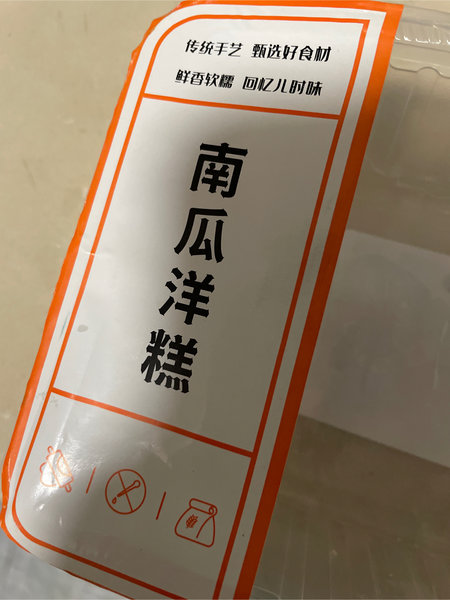 传统手艺 甄选好食材
鲜香软糯 回忆儿时味
南瓜洋糕